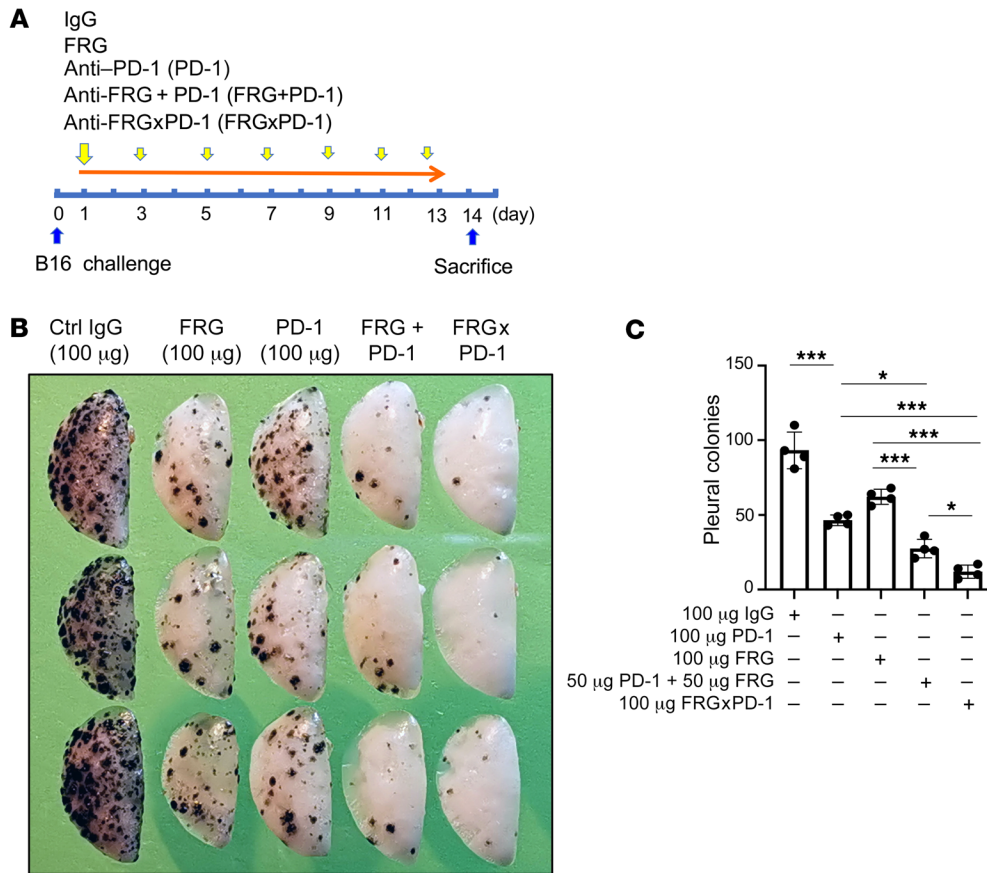 A
IgG
FRG
Anti–PD-1 (PD-1)
Anti-FRG + PD-1 (FRG+PD-1)
Anti-FRGxPD-1 (FRGxPD-1)
0 1 3 5 7 9 11 13 14 (day)
B16 challenge
Sacrifice
B
Ctrl IgG
(100 μg)
FRG
(100 μg)
PD-1
(100 μg)
FRG +
PD-1
FRGx
PD-1
C
Pleural colonies
150
100
50
0
***
*
***
***
***
*
100 μg IgG + – – – –
100 μg PD-1 – + – – –
100 μg FRG – – + – –
50 μg PD-1 + 50 μg FRG – – – + –
100 μg FRGxPD-1 – – – – +